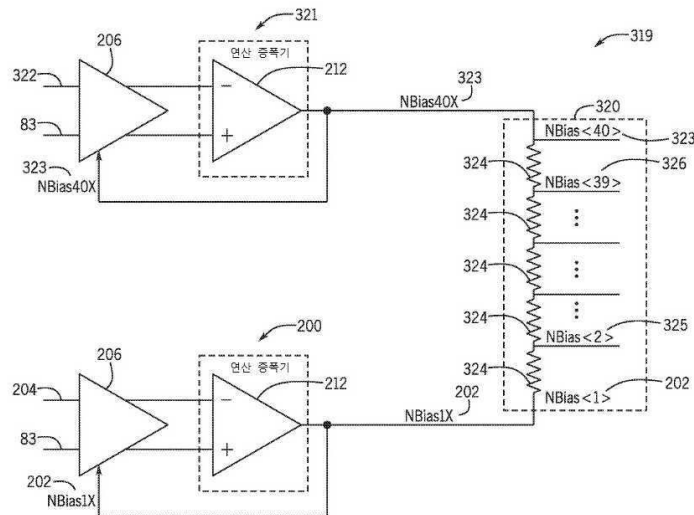 321
206
연산 증폭기
212
319
322
323
NBias40X
320
83
NBias<40>
323
323
NBias40X
324
NBias<39>
326
324
324
200
324
NBias<2>
325
206
연산 증폭기
212
324
204
202
NBias1X
NBias<1>
202
83
202
NBias1X